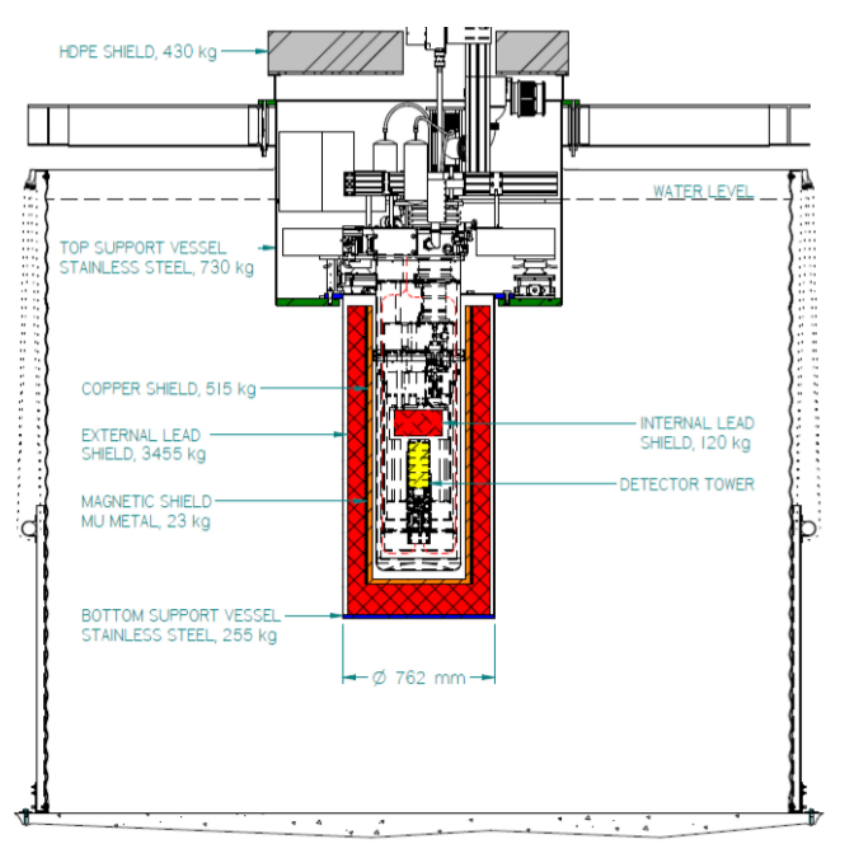 HDPE SHIELD, 430 kg
WATER LEVEL
TOP SUPPORT VESSEL
STAINLESS STEEL, 730 kg
COPPER SHIELD, 515 kg
EXTERNAL LEAD
SHIELD, 3455 kg
INTERNAL LEAD
SHIELD, 120 kg
DETECTOR TOWER
MAGNETIC SHIELD
MU METAL, 23 kg
BOTTOM SUPPORT VESSEL
STAINLESS STEEL, 255 kg
Ø 762 mm